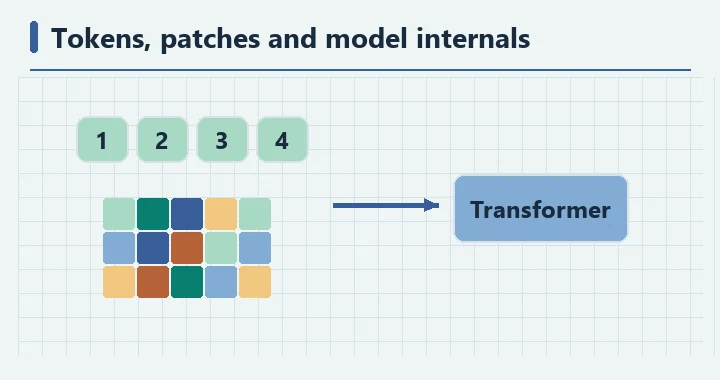 Tokens, patches and model internals
1 2 3 4
Transformer